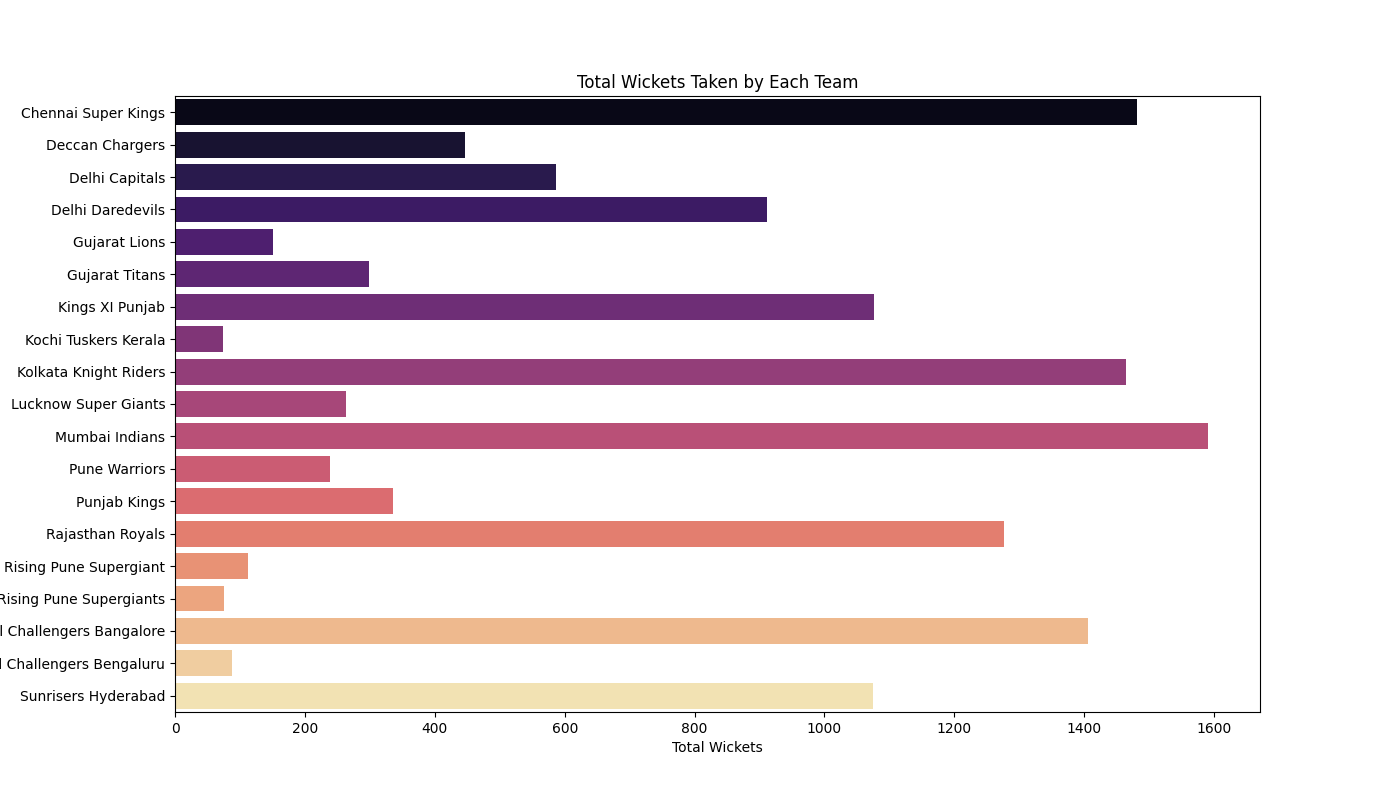 Total Wickets Taken by Each Team
Chennai Super Kings
Deccan Chargers
Delhi Capitals
Delhi Daredevils
Gujarat Lions
Gujarat Titans
Kings XI Punjab
Kochi Tuskers Kerala
Kolkata Knight Riders
Lucknow Super Giants
Mumbai Indians
Pune Warriors
Punjab Kings
Rajasthan Royals
Rising Pune Supergiant
Rising Pune Supergiants
l Challengers Bangalore
Challengers Bengaluru
Sunrisers Hyderabad
0 200 400 600 800 1000 1200 1400 1600
Total Wickets